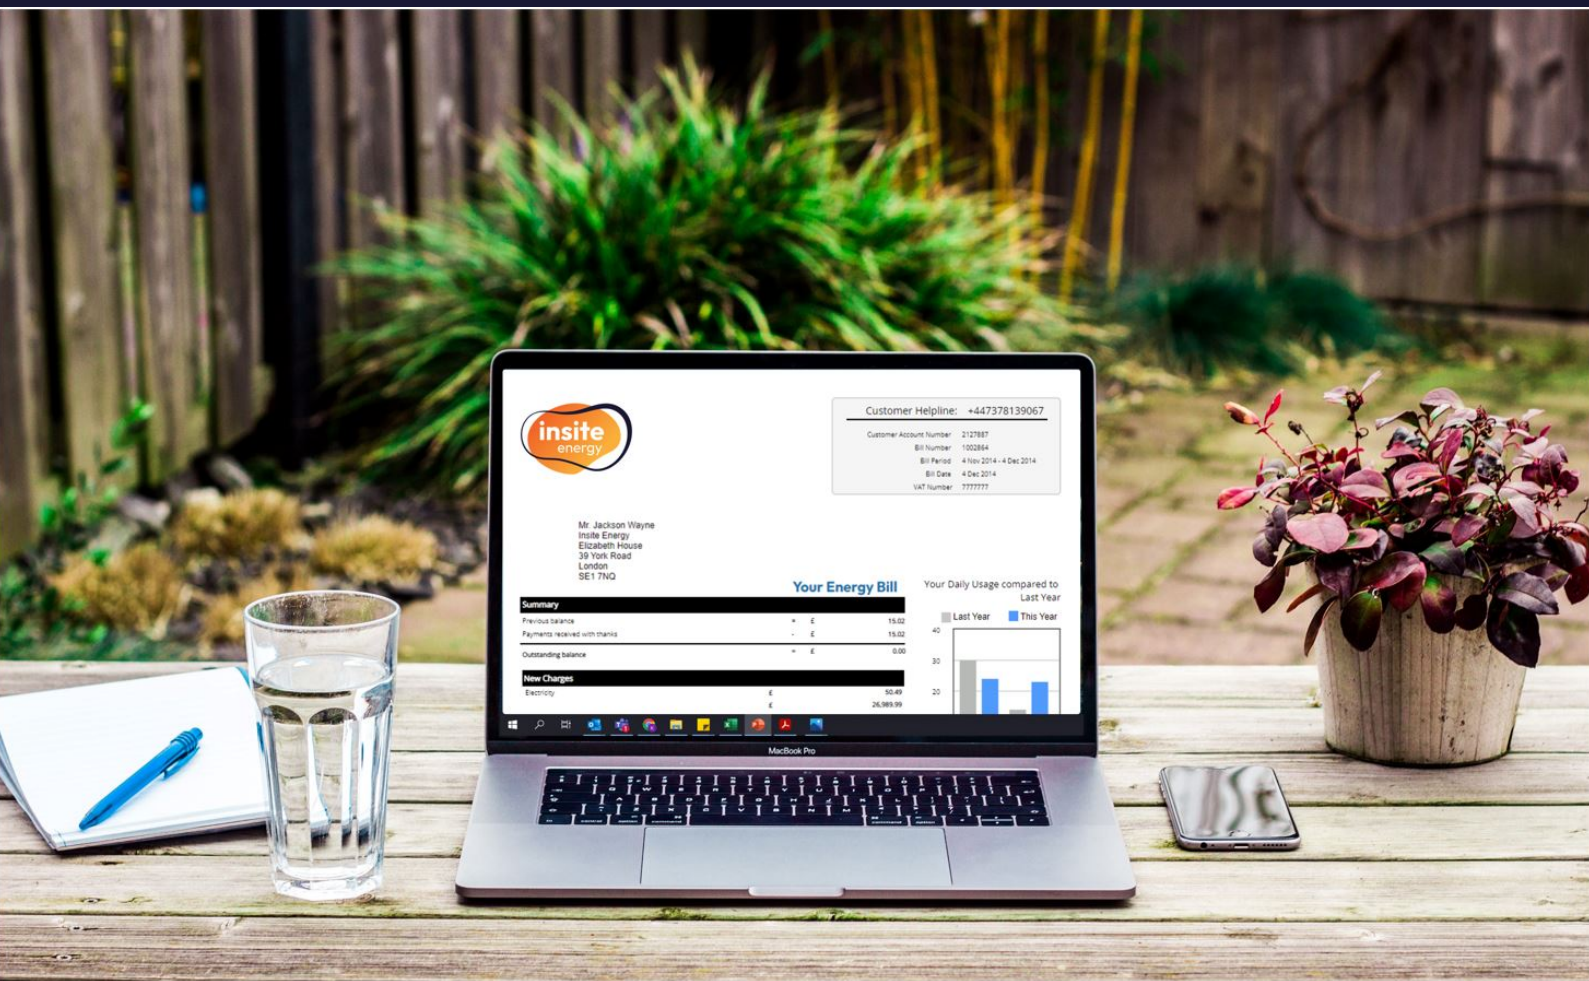 insite
energy
Customer Helpline: +447378139067
Customer Account Number 2127887
Bill Number 1002864
Bill Period 4 Nov 2014 - 4 Dec 2014
Bill Date 4 Dec 2014
VAT Number 7777777
Mr. Jackson Wayne
Insite Energy
Elizabeth House
39 York Road
London
SE1 7NQ
Your Energy Bill
Summary
Previous balance = £ 15.02
Payments received with thanks - £ 15.02
Outstanding balance = £ 0.00
New Charges
Electricity £ 50.49
£ 26,989.99
Your Daily Usage compared to
Last Year
Last Year This Year
40
30
20
MacBook Pro